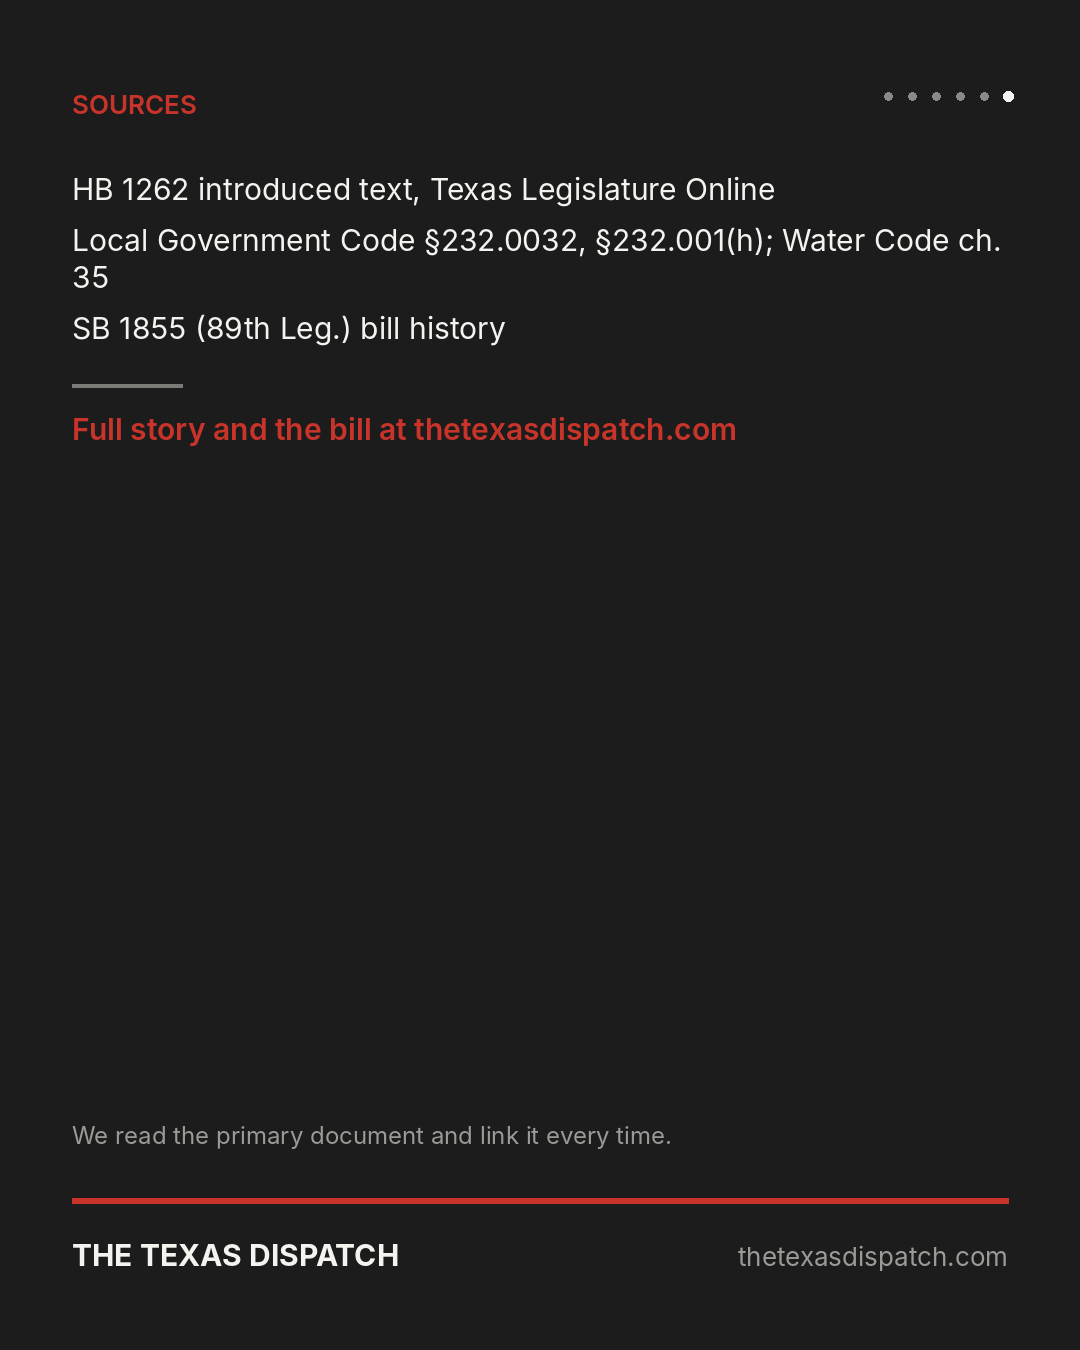 SOURCES
HB 1262 introduced text, Texas Legislature Online
Local Government Code §232.0032, §232.001(h); Water Code ch.
35
SB 1855 (89th Leg.) bill history
Full story and the bill at thetexasdispatch.com
We read the primary document and link it every time.
THE TEXAS DISPATCH
thetexasdispatch.com